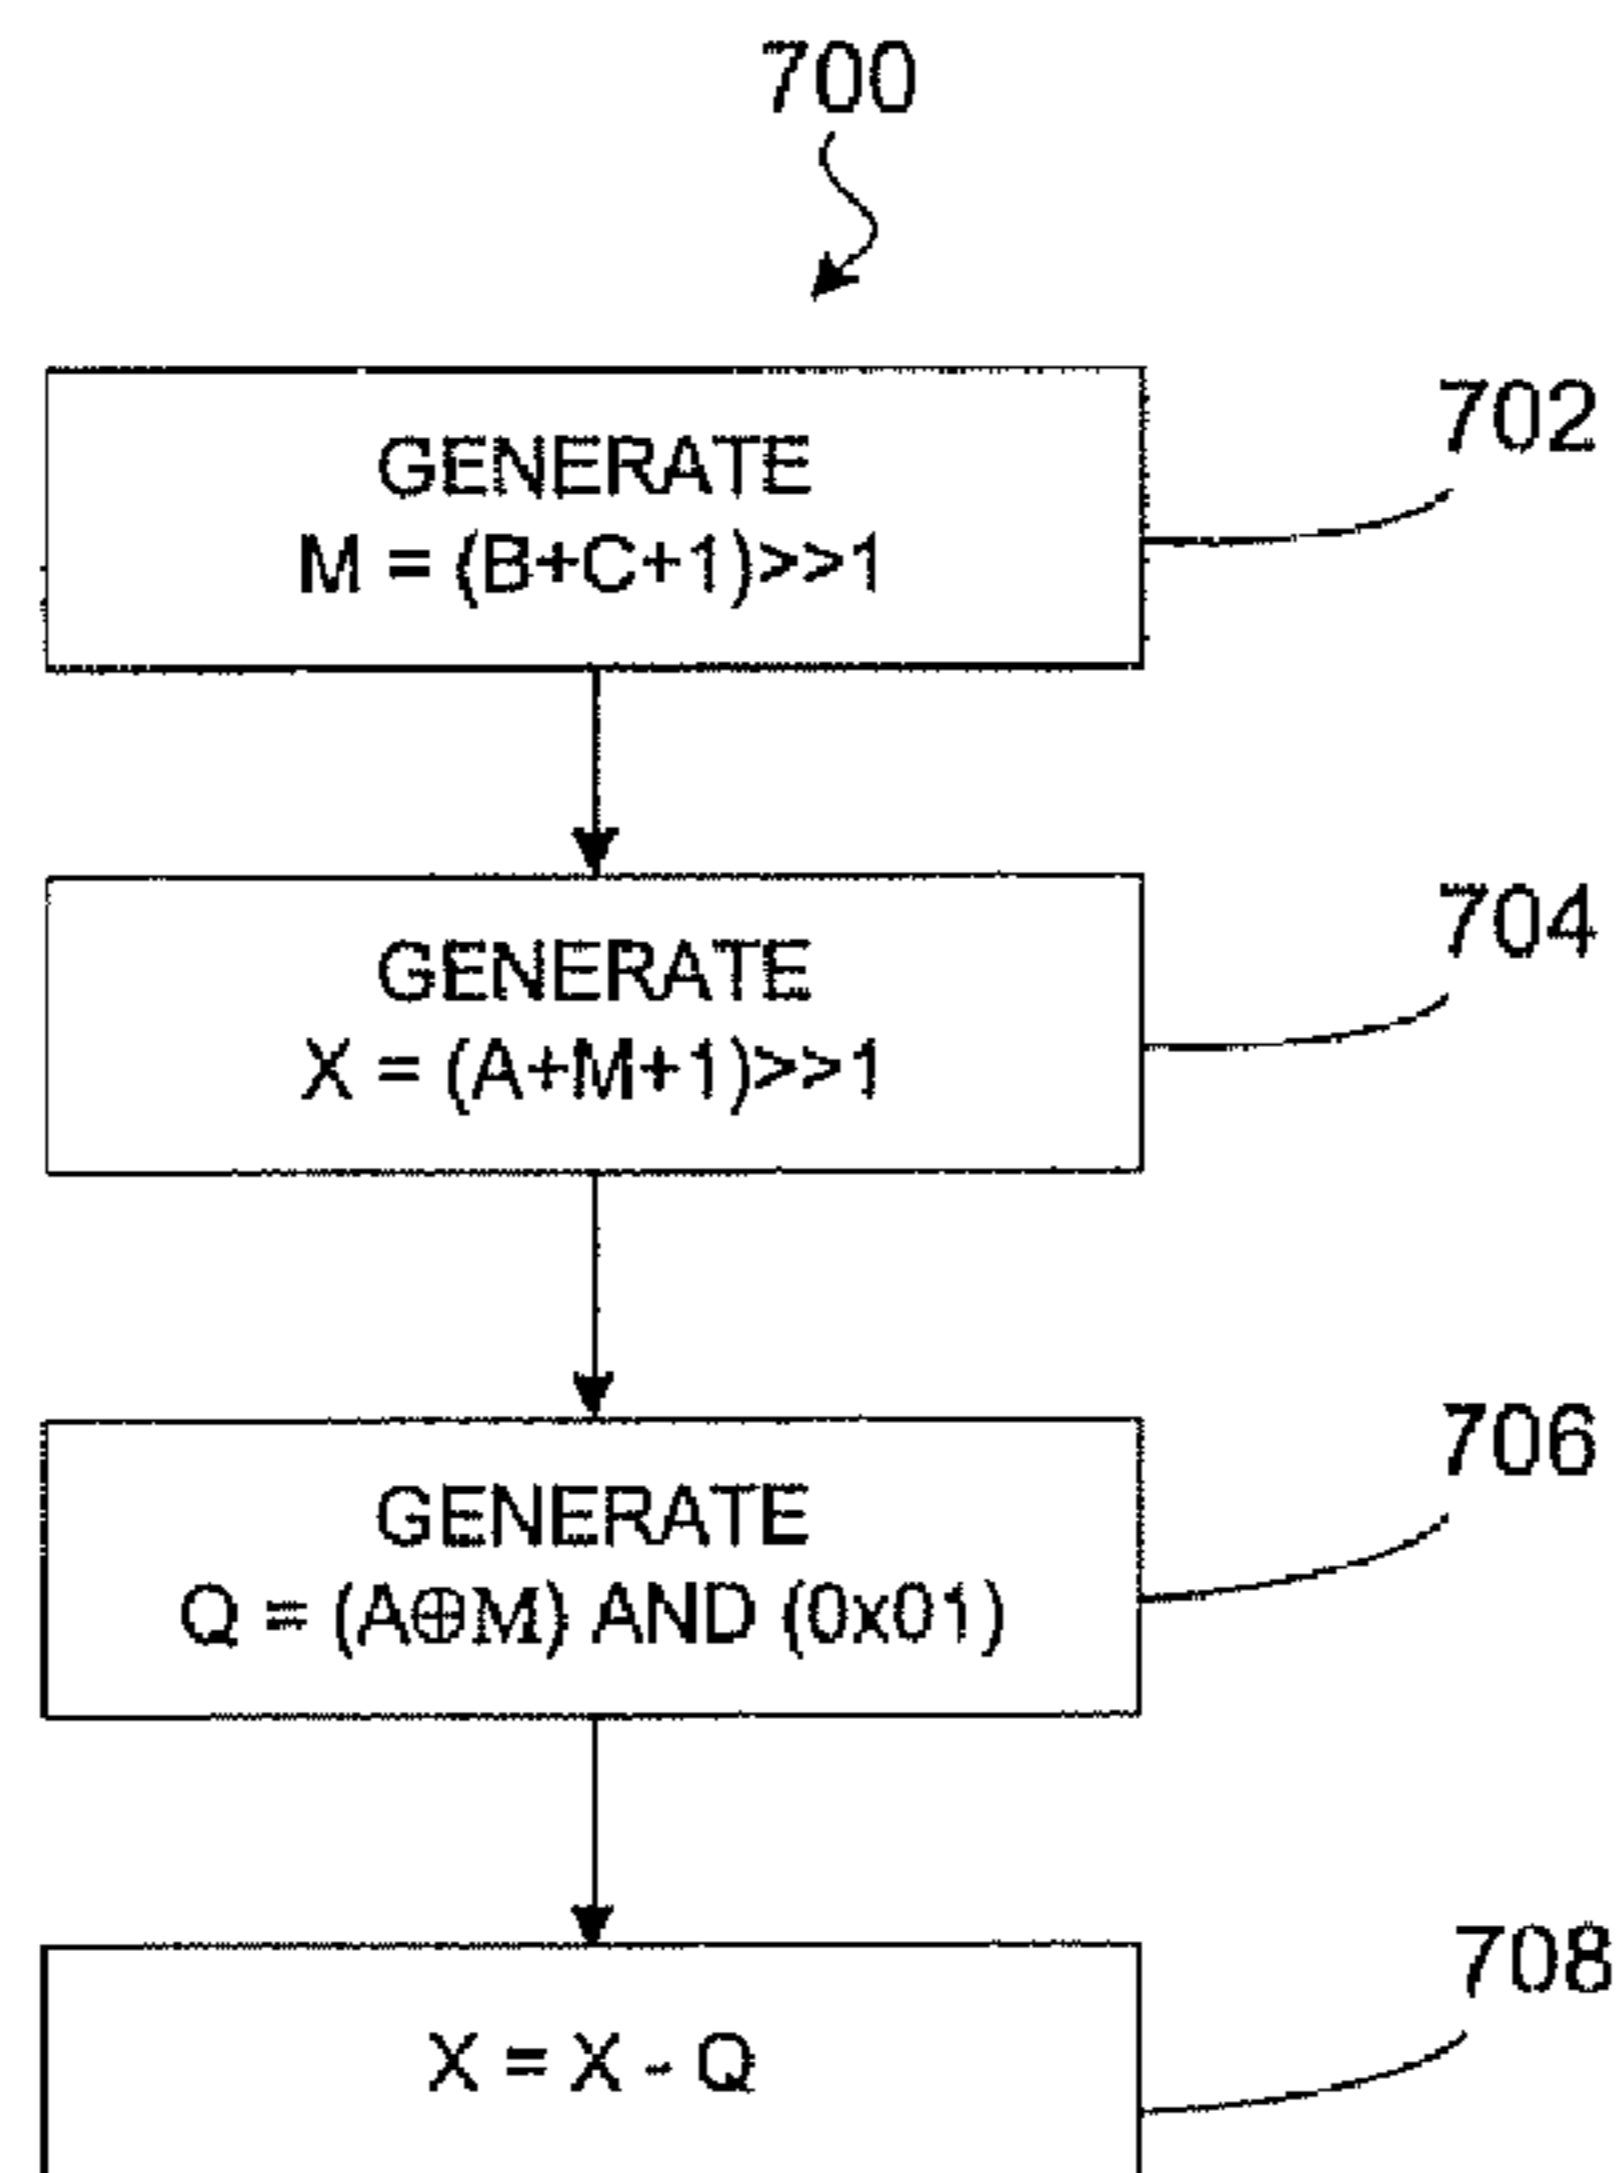 700
GENERATE
M = (B+C+1)>>1
702
GENERATE
X = (A+M+1)>>1
704
GENERATE
Q = (A⊕M) AND (0x01)
706
X = X - Q
708